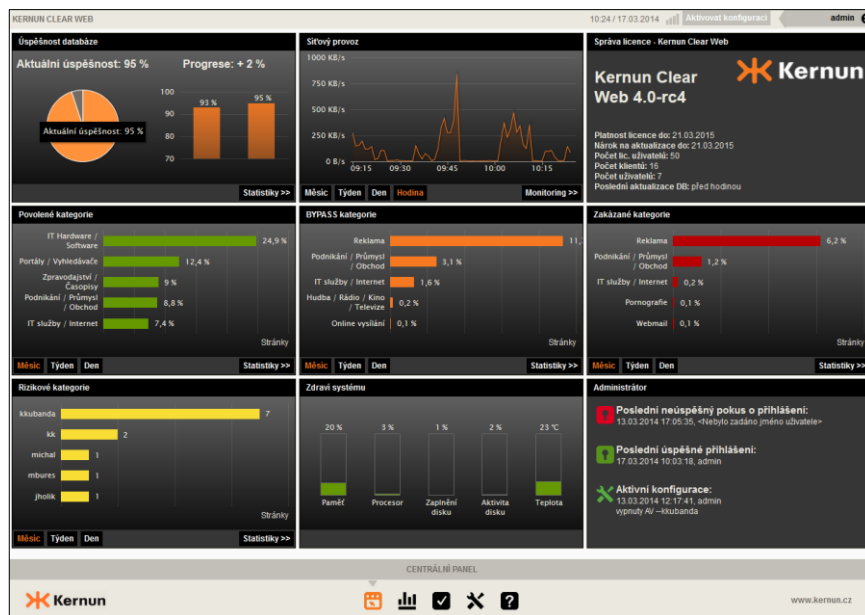 KERNUN CLEAR WEB
10:24 / 17.03.2014
Aktivovat konfiguraci
admin
Úspěšnost databáze
Aktuální úspěšnost: 95 %
Progrese: + 2 %
100
90
80
70
93 %
95 %
Aktuální úspěšnost: 95 %
Statistiky >>
Síťový provoz
1000 KB/s
750 KB/s
500 KB/s
250 KB/s
0 B/s
09:15
09:30
09:45
10:00
10:15
Měsíc
Týden
Den
Hodina
Monitoring >>
Správa licence - Kernun Clear Web
Kernun Clear
Web 4.0-rc4
Kernun
Platnost licence do: 21.03.2015
Nárok na aktualizace do: 21.03.2015
Počet lic. uživatelů: 50
Počet klientů: 16
Počet uživatelů: 7
Poslední aktualizace DB: před hodinou
Povolené kategorie
IT Hardware /
Software
24,9 %
Portály / Vyhledávače
12,4 %
Zpravodajství /
Časopisy
9 %
Podnikání / Průmysl
/ Obchod
8,8 %
IT služby / Internet
7,4 %
Stránky
Měsíc
Týden
Den
Statistiky >>
BYPASS kategorie
Reklama
11,
Podnikání / Průmysl
/ Obchod
3,1 %
IT služby / Internet
1,6 %
Hudba / Rádio / Kino
/ Televize
0,2 %
Online vysílání
0,1 %
Stránky
Měsíc
Týden
Den
Statistiky >>
Zakázané kategorie
Reklama
6,2 %
Podnikání / Průmysl
/ Obchod
1,2 %
IT služby / Internet
0,2 %
Pornografie
0,1 %
Webmail
0,1 %
Stránky
Měsíc
Týden
Den
Statistiky >>
Rizikové kategorie
kkubanda
7
kk
2
michal
1
mbures
1
jholik
1
Stránky
Měsíc
Týden
Den
Statistiky >>
Zdraví systému
20 %
3 %
1 %
2 %
23 °C
Paměť
Procesor
Zaplnění
disku
Aktivita
disku
Teplota
Administrátor
Poslední neúspěšný pokus o přihlášení:
13.03.2014 17:05:35, <Nebylo zadáno jméno uživatele>
Poslední úspěšné přihlášení:
17.03.2014 10:03:18, admin
Aktivní konfigurace:
13.03.2014 12:17:41, admin
vypnuty AV --kkubanda
CENTRÁLNÍ PANEL
Kernun
www.kernun.cz